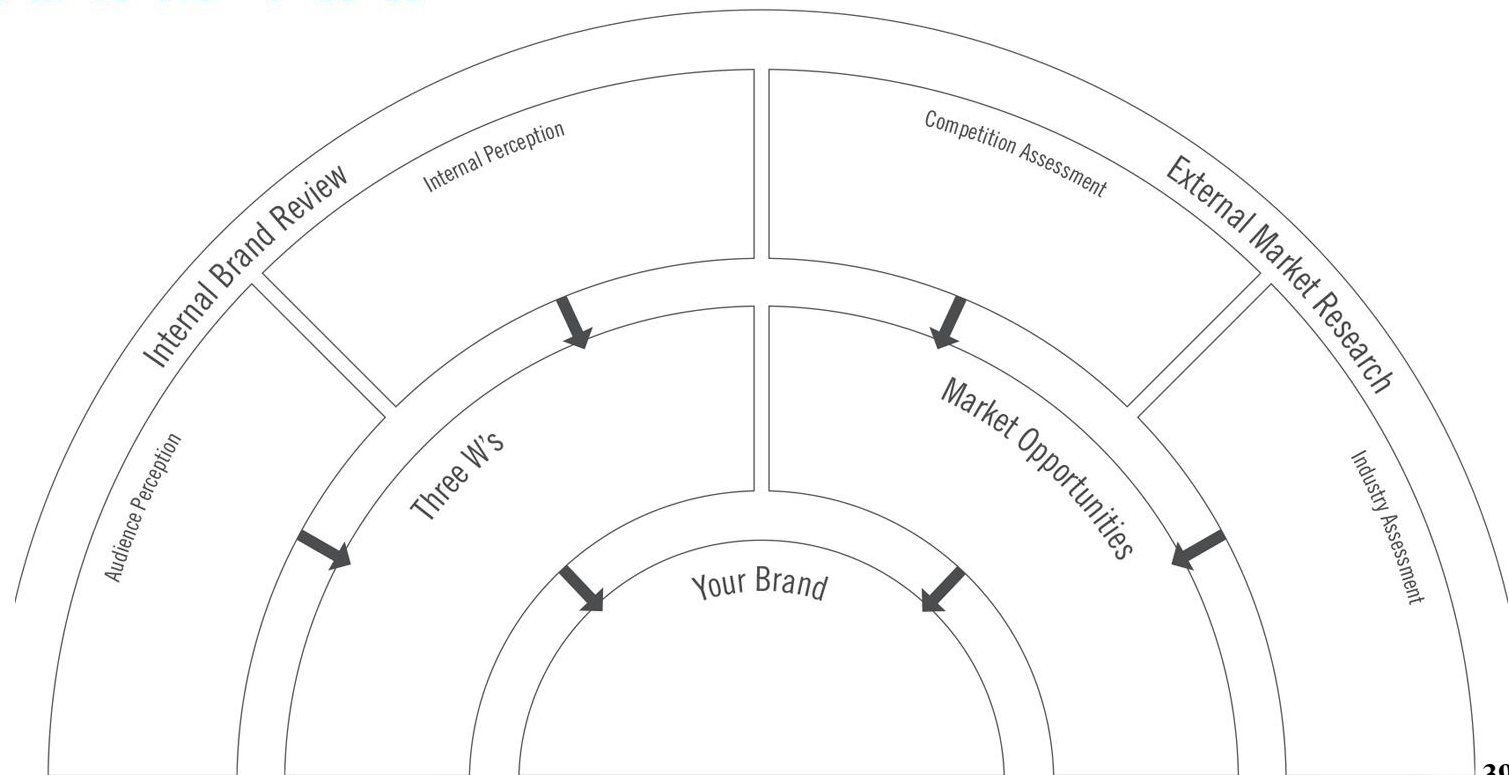 Internal Brand Review
External Market Research
Internal Perception
Competition Assessment
Audience Perception
Industry Assessment
Three W's
Market Opportunities
Your Brand